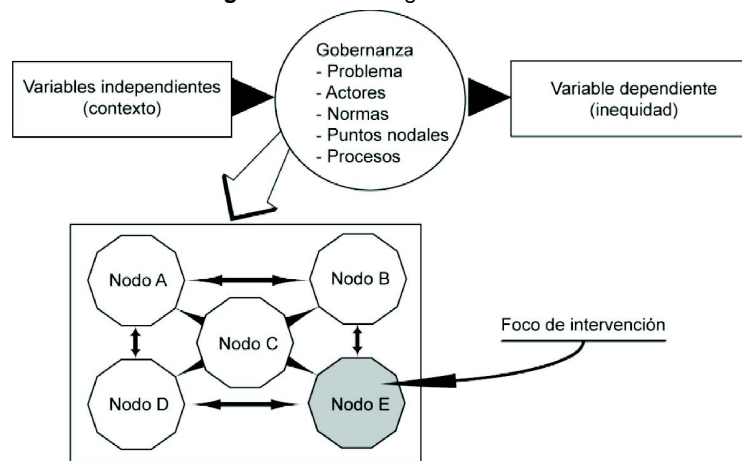 Gobernanza
- Problema
- Actores
- Normas
- Puntos nodales
- Procesos
Variables independientes
(contexto)
Variable dependiente
(inequidad)
Nodo A
Nodo B
Nodo C
Nodo D
Nodo E
Foco de intervención